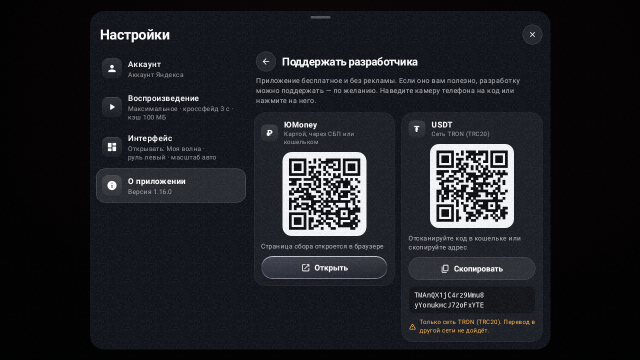 Настройки
Аккаунт
Аккаунт Яндекса
Воспроизведение
Максимальное · кроссфейд 3 с ·
кэш 100 МБ
Интерфейс
Открывать: Моя волна ·
руль левый · масштаб авто
О приложении
Версия 1.16.0
Поддержать разработчика
Приложение бесплатное и без рекламы. Если оно вам полезно, разработку
можно поддержать — по желанию. Наведите камеру телефона на код или
нажмите на него.
ЮMoney
Картой, через СБП или
кошельком
Страница сбора откроется в браузере
Открыть
USDT
Сеть TRON (TRC20)
Отсканируйте код в кошельке или
скопируйте адрес
Скопировать
Только сеть TRON (TRC20). Перевод в
другой сети не дойдёт.